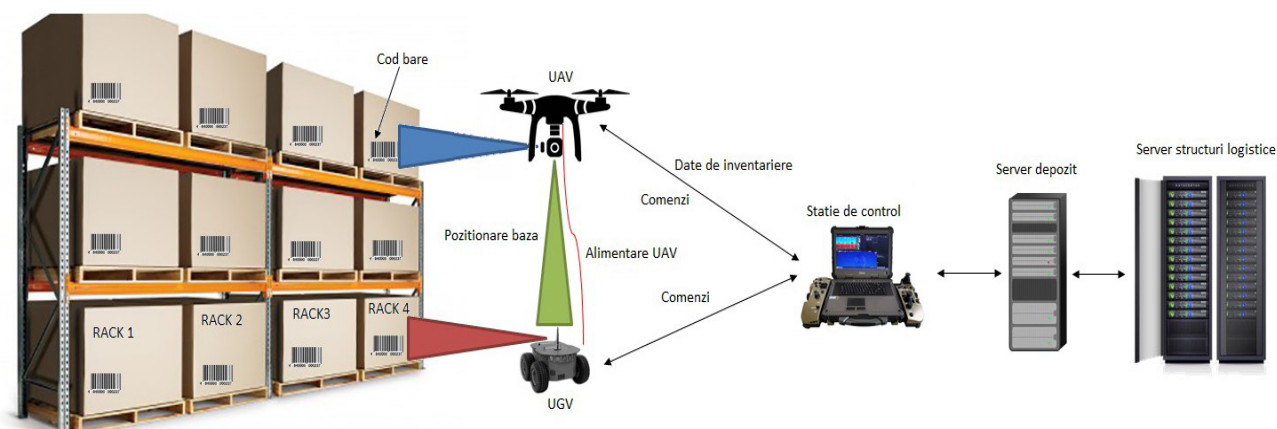 Cod bare
UAV
Date de inventariere
Comenzi
Server structuri logistice
Server depozit
Statie de control
Pozitionare baza
Alimentare UAV
Comenzi
RACK 1
RACK 2
RACK3
RACK 4
UGV